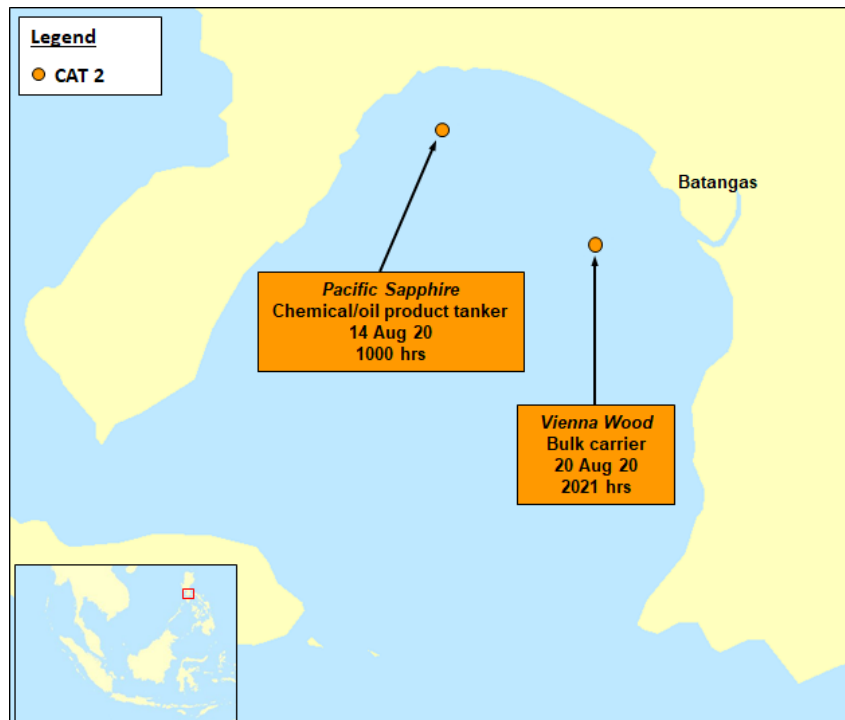 Legend
CAT 2
Batangas
Pacific Sapphire
Chemical/oil product tanker
14 Aug 20
1000 hrs
Vienna Wood
Bulk carrier
20 Aug 20
2021 hrs